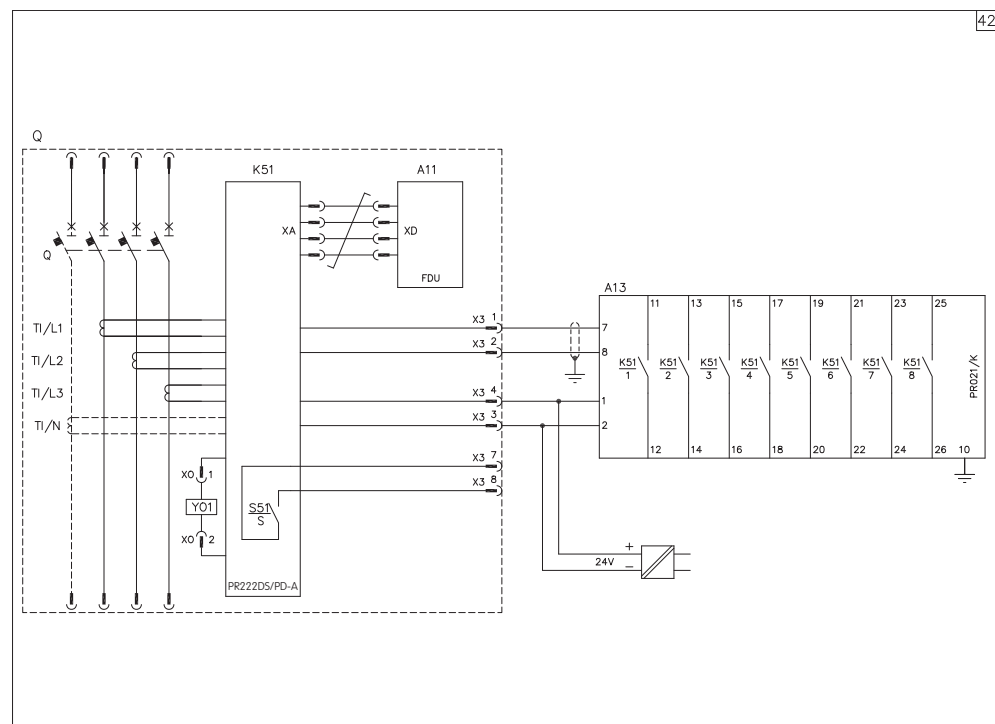 42
Q
K51
A11
XA
XD
FDU
Q
A13
TI/L1
TI/L2
TI/L3
TI/N
X3 1
X3 2
X3 4
X3 3
X3 7
X3 8
7
8
1
2
11 13 15 17 19 21 23 25
K51 K51 K51 K51 K51 K51 K51 K51
1 2 3 4 5 6 7 8
12 14 16 18 20 22 24 26 10
PR021/K
X0 1
Y01
X0 2
S51
S
PR222DS/PD-A
+
24V
−